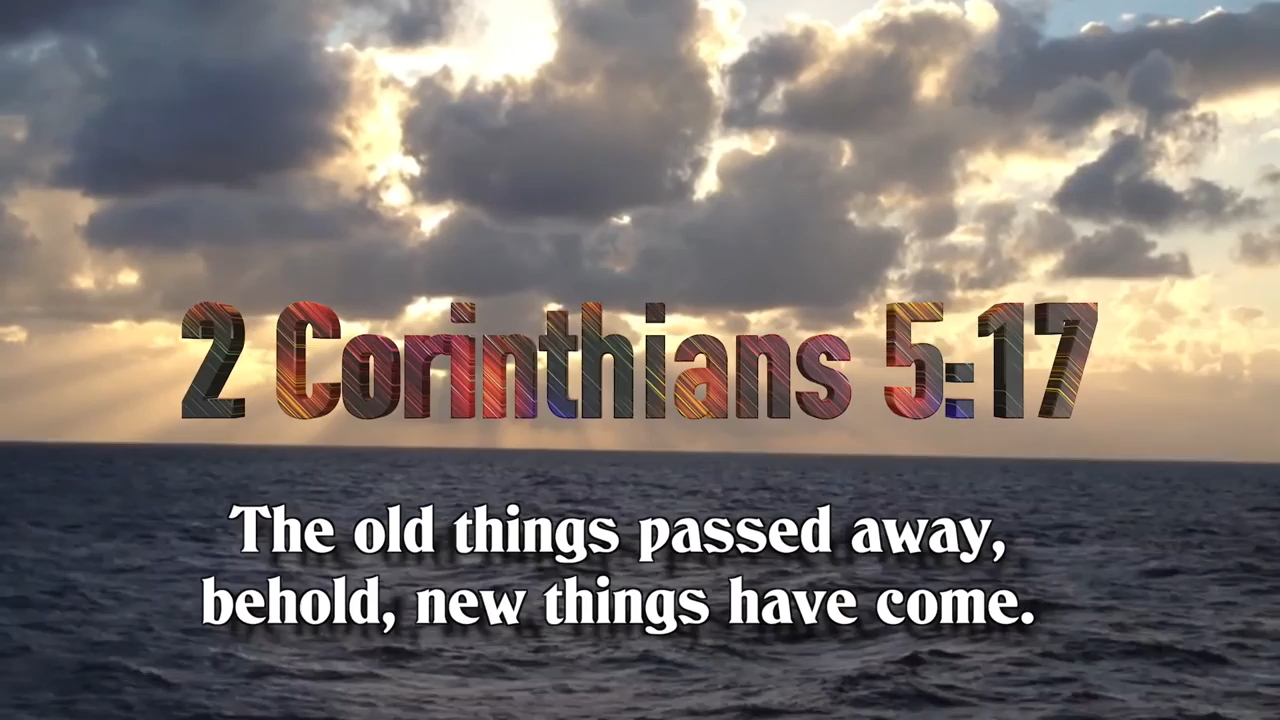 2 Corinthians 5:17
The old things passed away,
behold, new things have come.